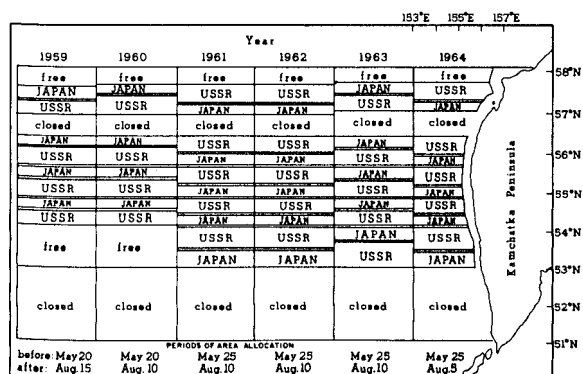 153°E 155°E 157°E
Year
1959 1960 1961 1962 1963 1964
58°N
free free free free free free
JAPAN JAPAN USSR USSR JAPAN USSR
USSR USSR JAPAN JAPAN USSR JAPAN
57°N
closed closed closed closed closed closed
JAPAN JAPAN USSR USSR JAPAN USSR
56°N
USSR USSR JAPAN JAPAN USSR JAPAN
JAPAN JAPAN USSR USSR JAPAN USSR
55°N
USSR USSR JAPAN JAPAN USSR JAPAN
JAPAN JAPAN USSR USSR JAPAN USSR
USSR USSR JAPAN JAPAN USSR JAPAN
54°N
free free USSR USSR JAPAN USSR
JAPAN JAPAN USSR JAPAN
53°N
closed closed closed closed closed closed
52°N
51°N
Kamchatka Peninsula
PERIODS OF AREA ALLOCATION
before: May 20 May 20 May 25 May 25 May 25 May 25
after: Aug. 15 Aug. 10 Aug. 10 Aug. 10 Aug. 10 Aug. 5